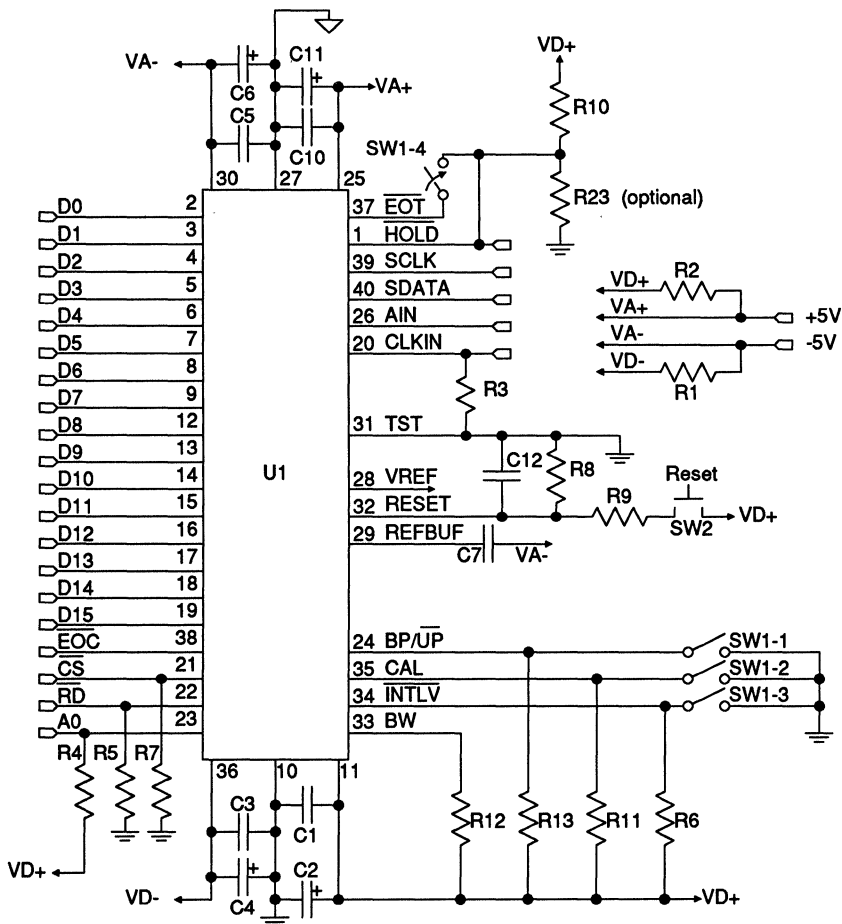 VA-
C6
C11
VA+
C5
C10
VD+
R10
R23 (optional)
SW1-4
30
27
25
D0 2
D1 3
D2 4
D3 5
D4 6
D5 7
D6 8
D7 9
D8 12
D9 13
D10 14
D11 15
D12 16
D13 17
D14 18
D15 19
EOC 38
CS 21
RD 22
A0 23
U1
37 EOT
1 HOLD
39 SCLK
40 SDATA
26 AIN
20 CLKIN
31 TST
28 VREF
32 RESET
29 REFBUF
24 BP/UP
35 CAL
34 INTLV
33 BW
VD+
R2
VA+
+5V
VA-
-5V
VD-
R1
R3
C12
R8
R9
Reset
SW2
VD+
C7
VA-
SW1-1
SW1-2
SW1-3
R4
R5
R7
36
10
11
C3
C1
R12
R13
R11
R6
VD+
VD-
C4
C2
VD+